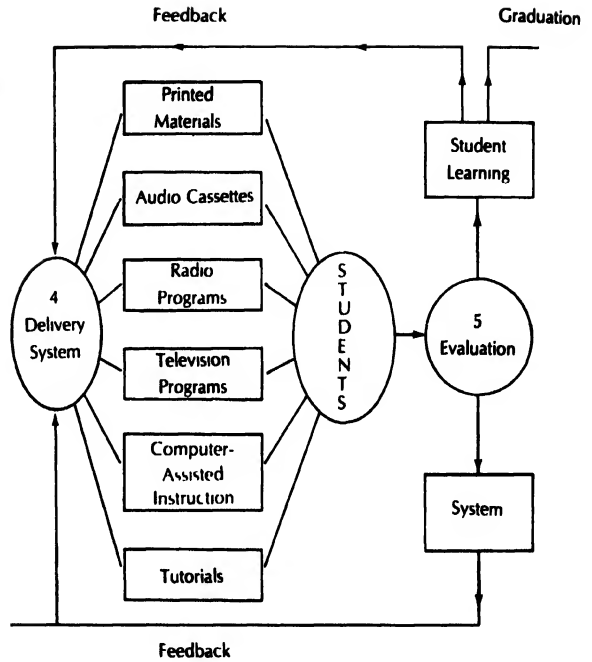 Feedback
Graduation
Printed
Materials
Student
Learning
Audio Cassettes
Radio
Programs
4
Delivery
System
STUDENTS
5
Evaluation
Television
Programs
Computer-
Assisted
Instruction
System
Tutorials
Feedback